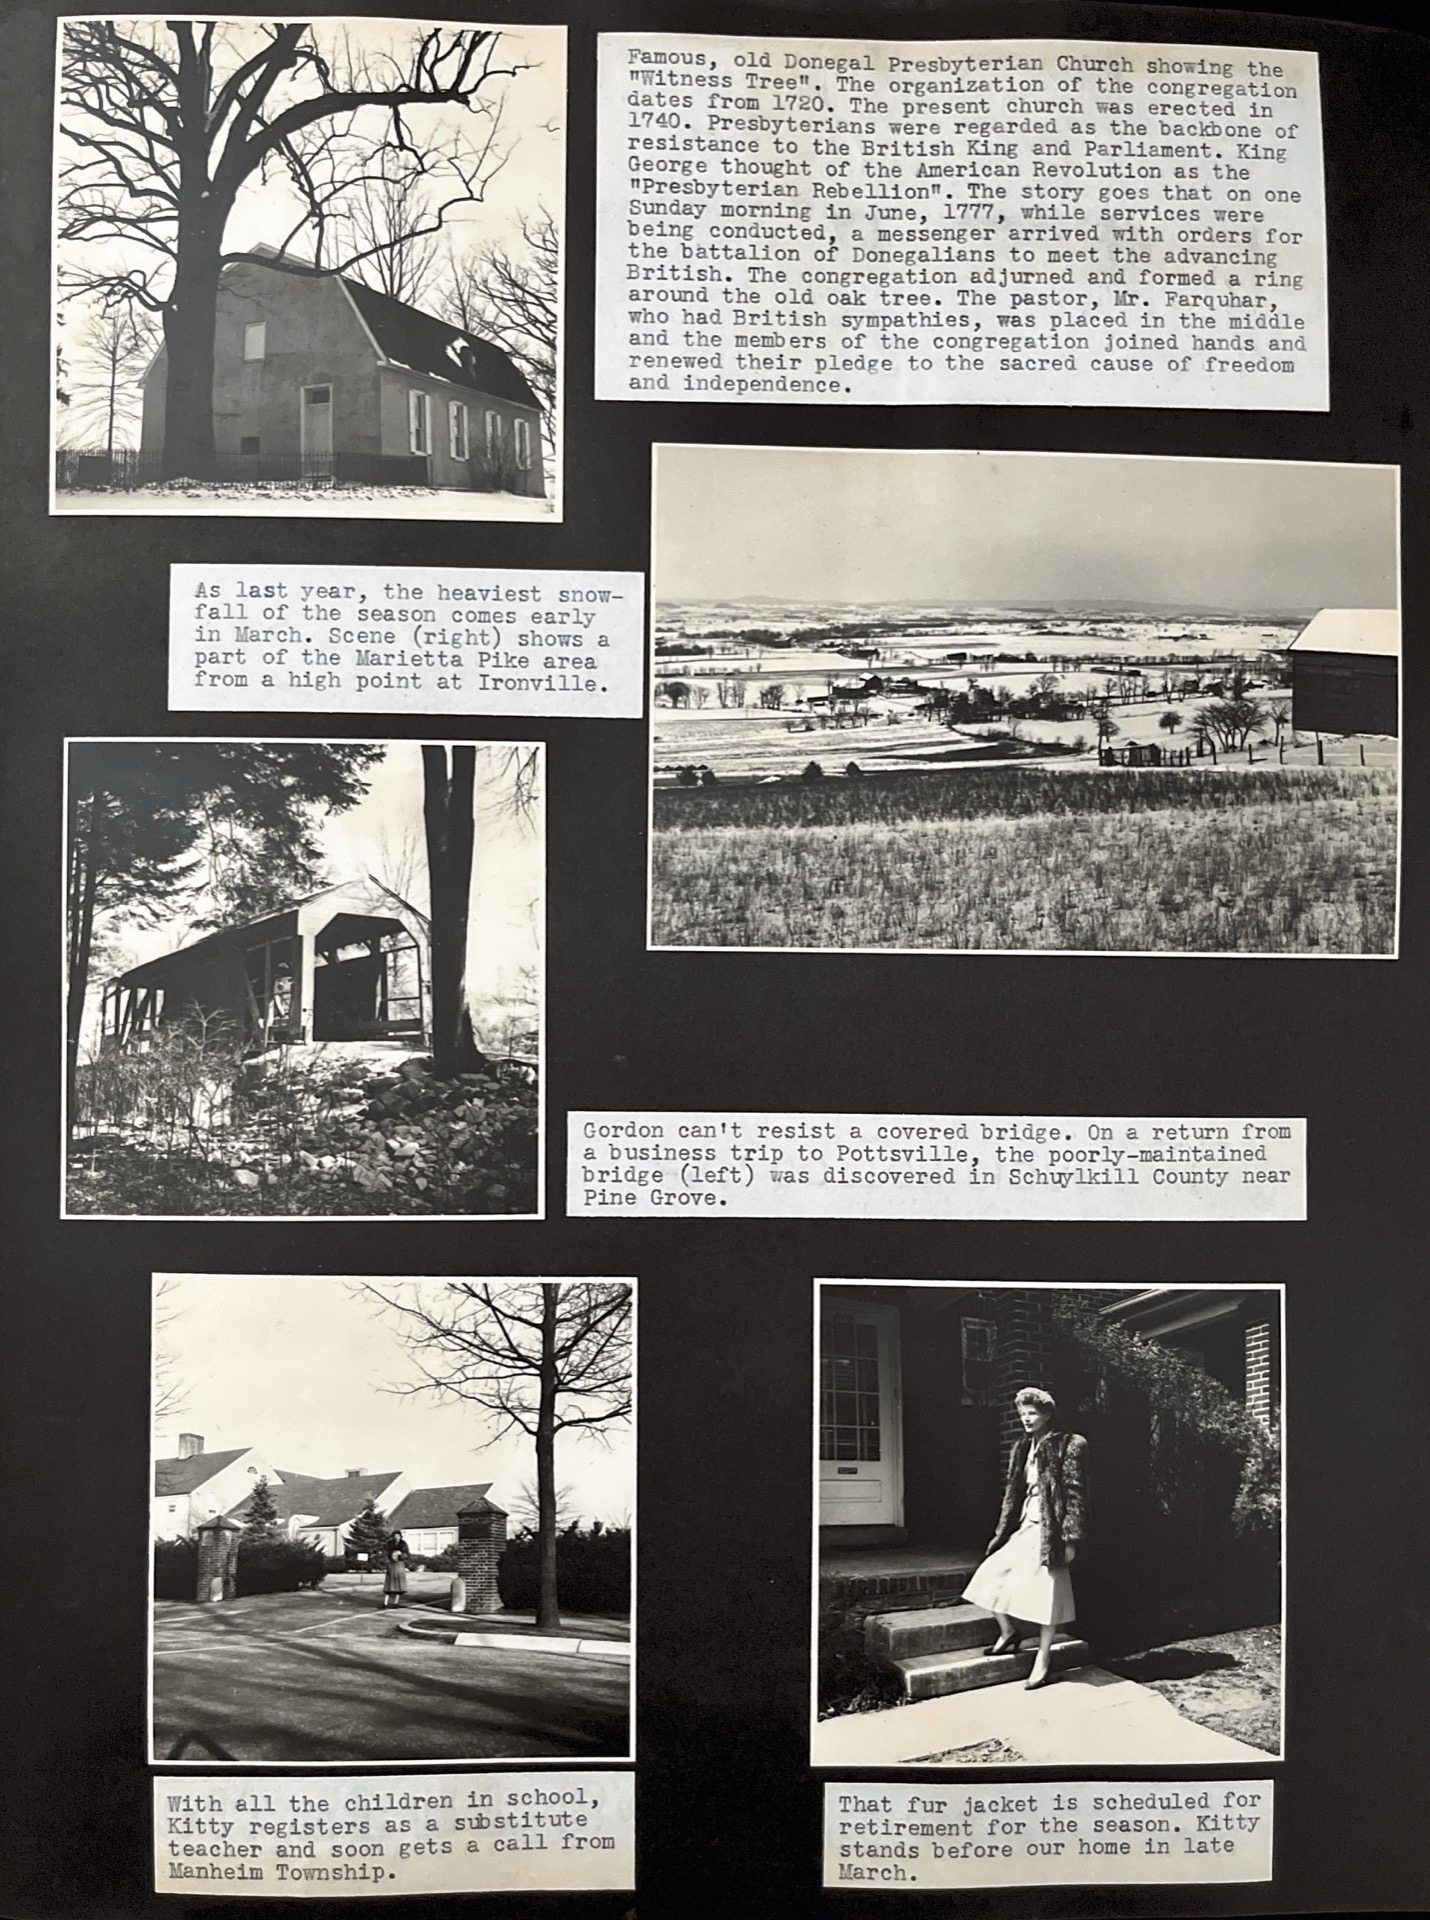 Famous, old Donegal Presbyterian Church showing the
"Witness Tree". The organization of the congregation
dates from 1720. The present church was erected in
1740. Presbyterians were regarded as the backbone of
resistance to the British King and Parliament. King
George thought of the American Revolution as the
"Presbyterian Rebellion". The story goes that on one
Sunday morning in June, 1777, while services were
being conducted, a messenger arrived with orders for
the battalion of Donegalians to meet the advancing
British. The congregation adjurned and formed a ring
around the old oak tree. The pastor, Mr. Farquhar,
who had British sympathies, was placed in the middle
and the members of the congregation joined hands and
renewed their pledge to the sacred cause of freedom
and independence.
As last year, the heaviest snow-
fall of the season comes early
in March. Scene (right) shows a
part of the Marietta Pike area
from a high point at Ironville.
Gordon can't resist a covered bridge. On a return from
a business trip to Pottsville, the poorly-maintained
bridge (left) was discovered in Schuylkill County near
Pine Grove.
With all the children in school,
Kitty registers as a substitute
teacher and soon gets a call from
Manheim Township.
That fur jacket is scheduled for
retirement for the season. Kitty
stands before our home in late
March.